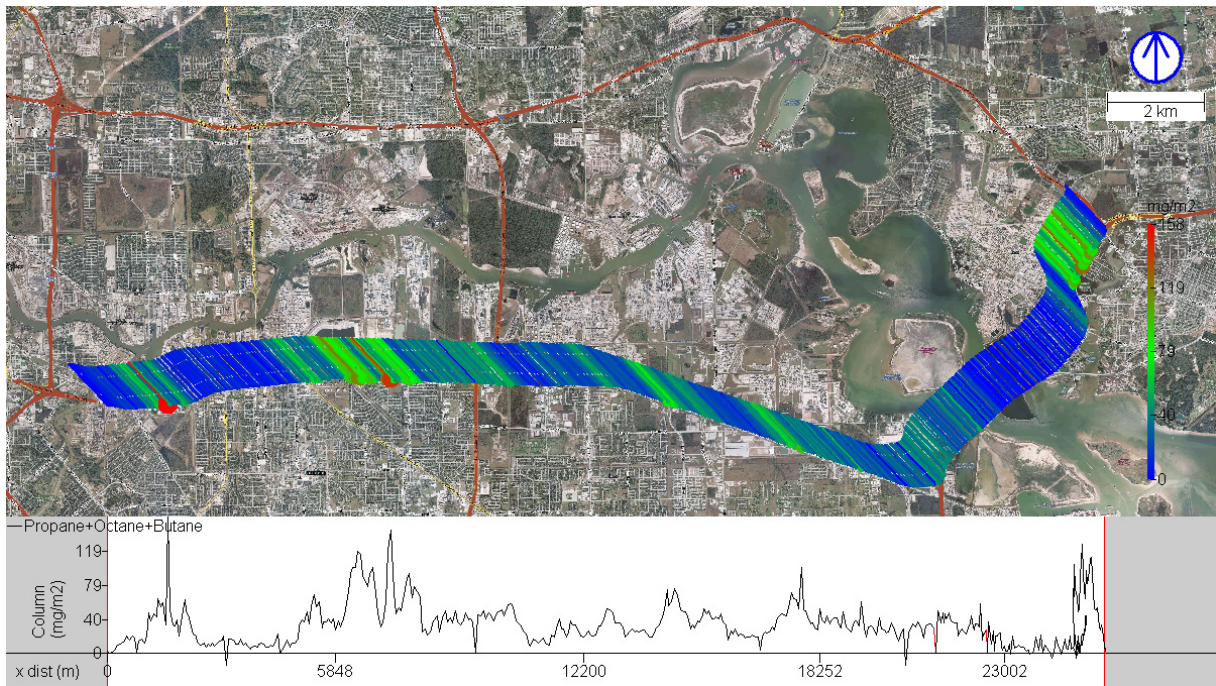 2 km
mg/m2
158
119
79
40
0
Propane+Octane+Butane
119
79
40
0
Column
(mg/m2)
x dist (m)
0
5848
12200
18252
23002